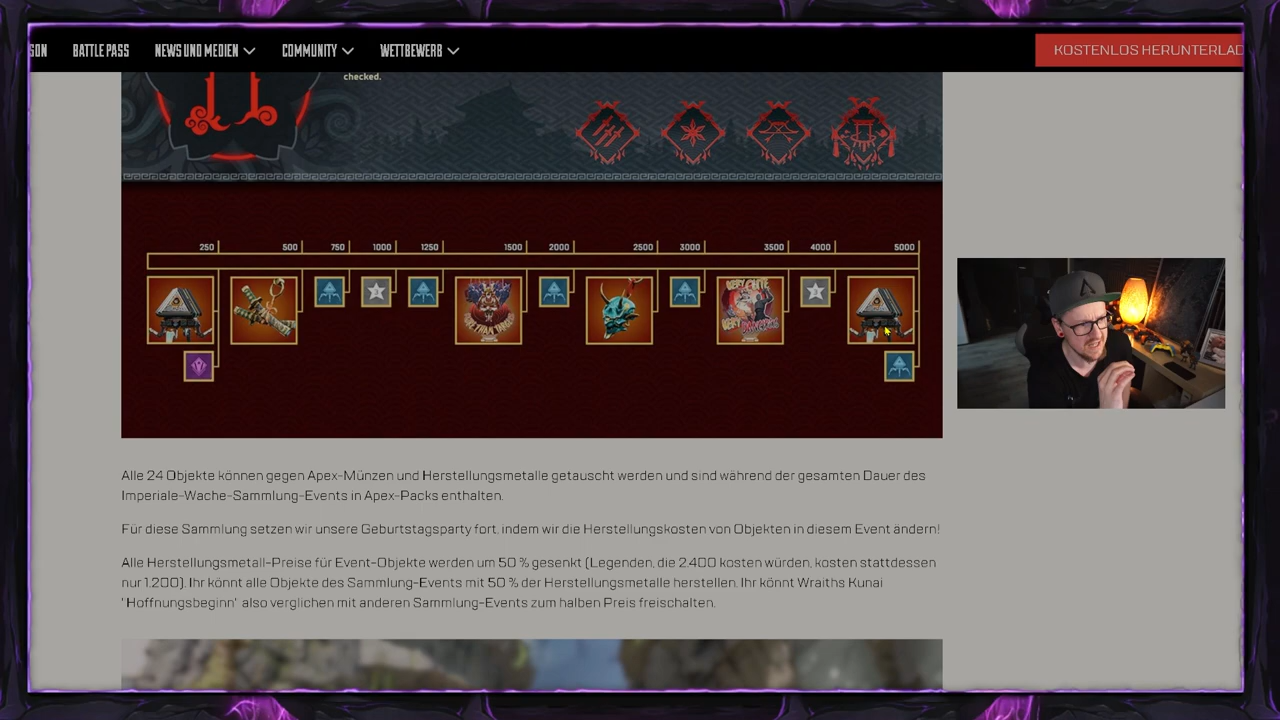 SON BATTLE PASS NEWS UND MEDIEN COMMUNITY WETTBEWERB KOSTENLOS HERUNTERLAD
checked.
250 500 750 1000 1250 1500 2000 2500 3000 3500 4000 5000
Alle 24 Objekte können gegen Apex-Münzen und Herstellungsmetalle getauscht werden und sind während der gesamten Dauer des
Imperiale-Wache-Sammlung-Events in Apex-Packs enthalten.
Für diese Sammlung setzen wir unsere Geburtstagsparty fort, indem wir die Herstellungskosten von Objekten in diesem Event ändern!
Alle Herstellungsmetall-Preise für Event-Objekte werden um 50 % gesenkt (Legenden, die 2.400 kosten würden, kosten stattdessen
nur 1.200). Ihr könnt alle Objekte des Sammlung-Events mit 50 % der Herstellungsmetalle herstellen. Ihr könnt Wraiths Kunai
"Hoffnungsbeginn" also verglichen mit anderen Sammlung-Events zum halben Preis freischalten.